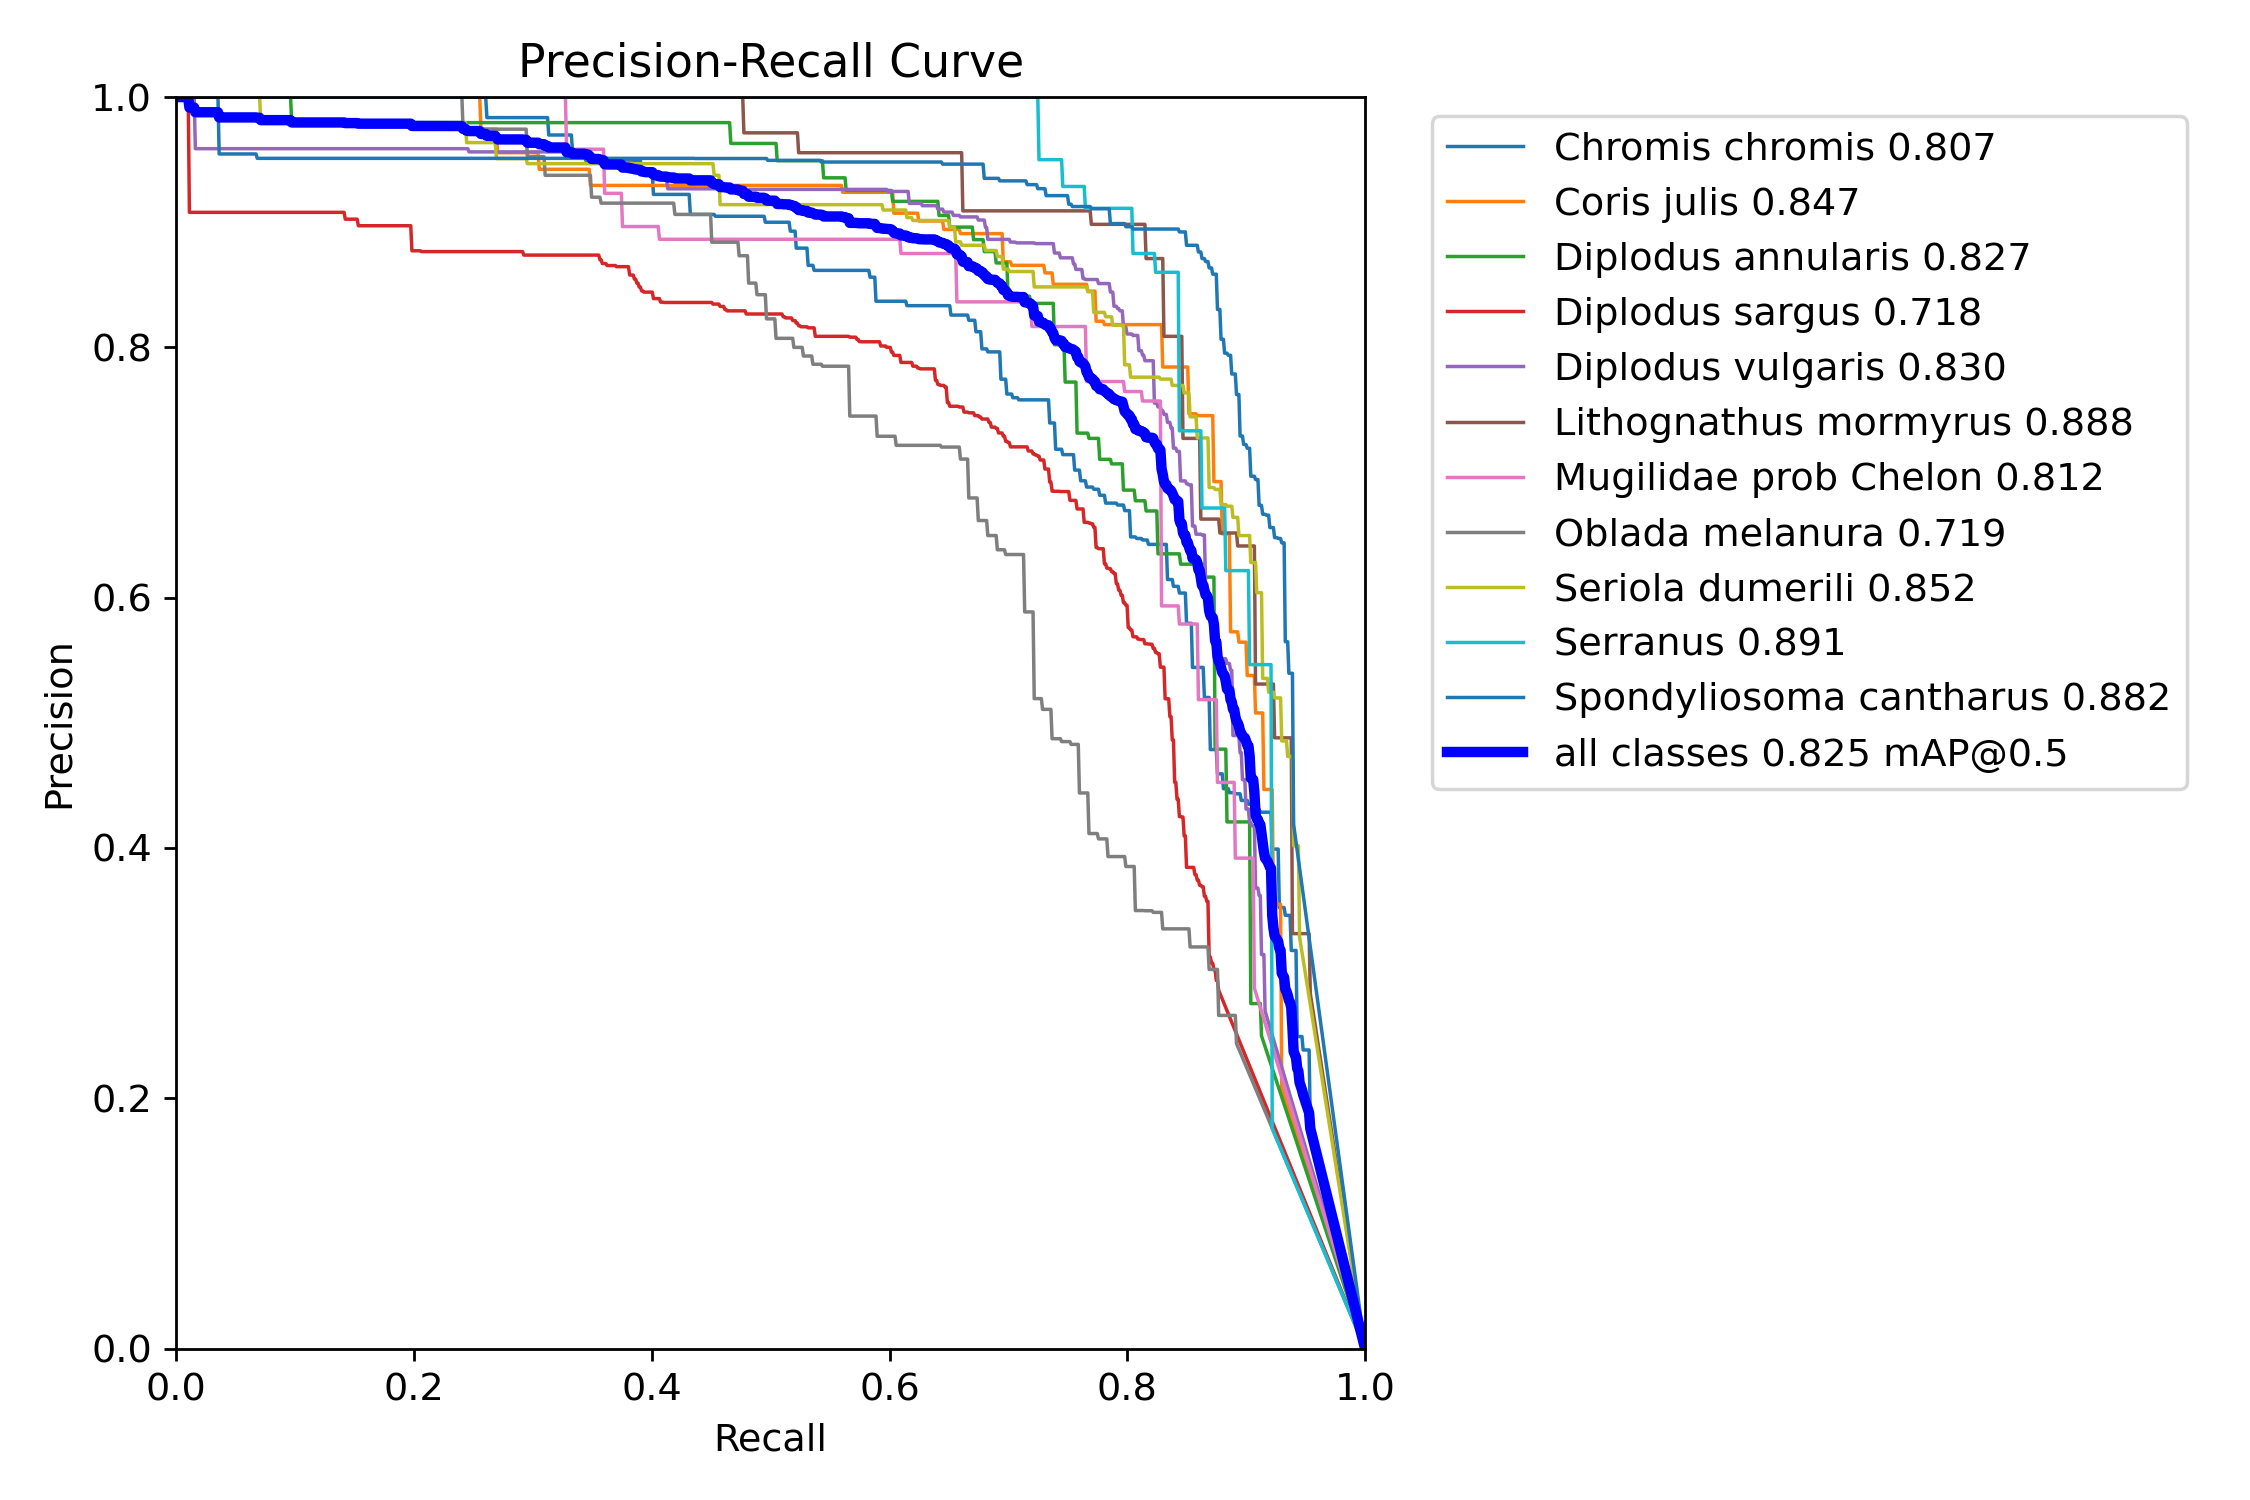 Precision-Recall Curve
1.0
0.8
0.6
0.4
0.2
0.0
Precision
0.0 0.2 0.4 0.6 0.8 1.0
Recall
Chromis chromis 0.807
Coris julis 0.847
Diplodus annularis 0.827
Diplodus sargus 0.718
Diplodus vulgaris 0.830
Lithognathus mormyrus 0.888
Mugilidae prob Chelon 0.812
Oblada melanura 0.719
Seriola dumerili 0.852
Serranus 0.891
Spondyliosoma cantharus 0.882
all classes 0.825 mAP@0.5